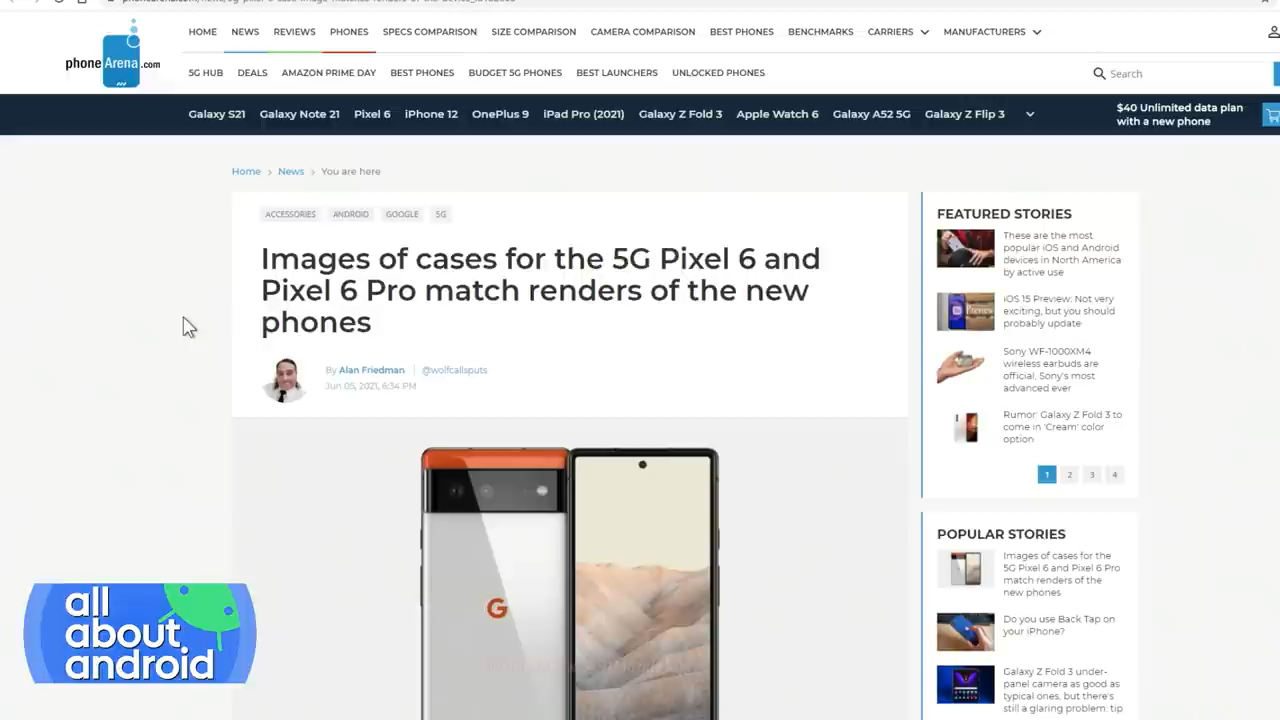 phoneArena.com
HOME NEWS REVIEWS PHONES SPECS COMPARISON SIZE COMPARISON CAMERA COMPARISON BEST PHONES BENCHMARKS CARRIERS MANUFACTURERS
5G HUB DEALS AMAZON PRIME DAY BEST PHONES BUDGET 5G PHONES BEST LAUNCHERS UNLOCKED PHONES
Search
Galaxy S21 Galaxy Note 21 Pixel 6 iPhone 12 OnePlus 9 iPad Pro (2021) Galaxy Z Fold 3 Apple Watch 6 Galaxy A52 5G Galaxy Z Flip 3
$40 Unlimited data plan
with a new phone
Home > News > You are here
ACCESSORIES ANDROID GOOGLE 5G
Images of cases for the 5G Pixel 6 and
Pixel 6 Pro match renders of the new
phones
By Alan Friedman @wolfcallsputs
Jun 05, 2021, 6:34 PM
G
FEATURED STORIES
These are the most
popular iOS and Android
devices in North America
by active use
iOS 15 Preview: Not very
exciting, but you should
probably update
Sony WF-1000XM4
wireless earbuds are
official, Sony's most
advanced ever
Rumor: Galaxy Z Fold 3 to
come in 'Cream' color
option
1 2 3 4
POPULAR STORIES
Images of cases for the
5G Pixel 6 and Pixel 6 Pro
match renders of the
new phones
Do you use Back Tap on
your iPhone?
Galaxy Z Fold 3 under-
panel camera as good as
typical ones, but there's
still a glaring problem: tip
all
about
android